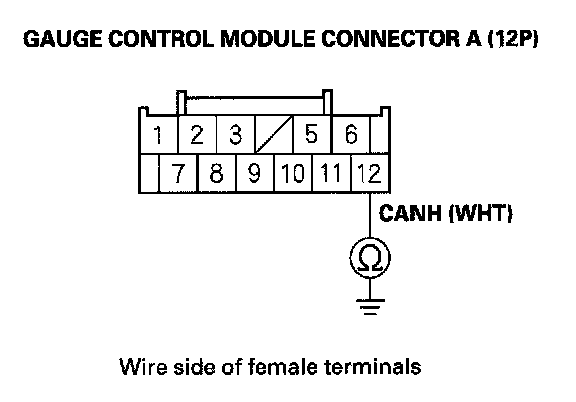 GAUGE CONTROL MODULE CONNECTOR A (12P)
1 2 3 5 6
7 8 9 10 11 12
CANH (WHT)
Ω
Wire side of female terminals